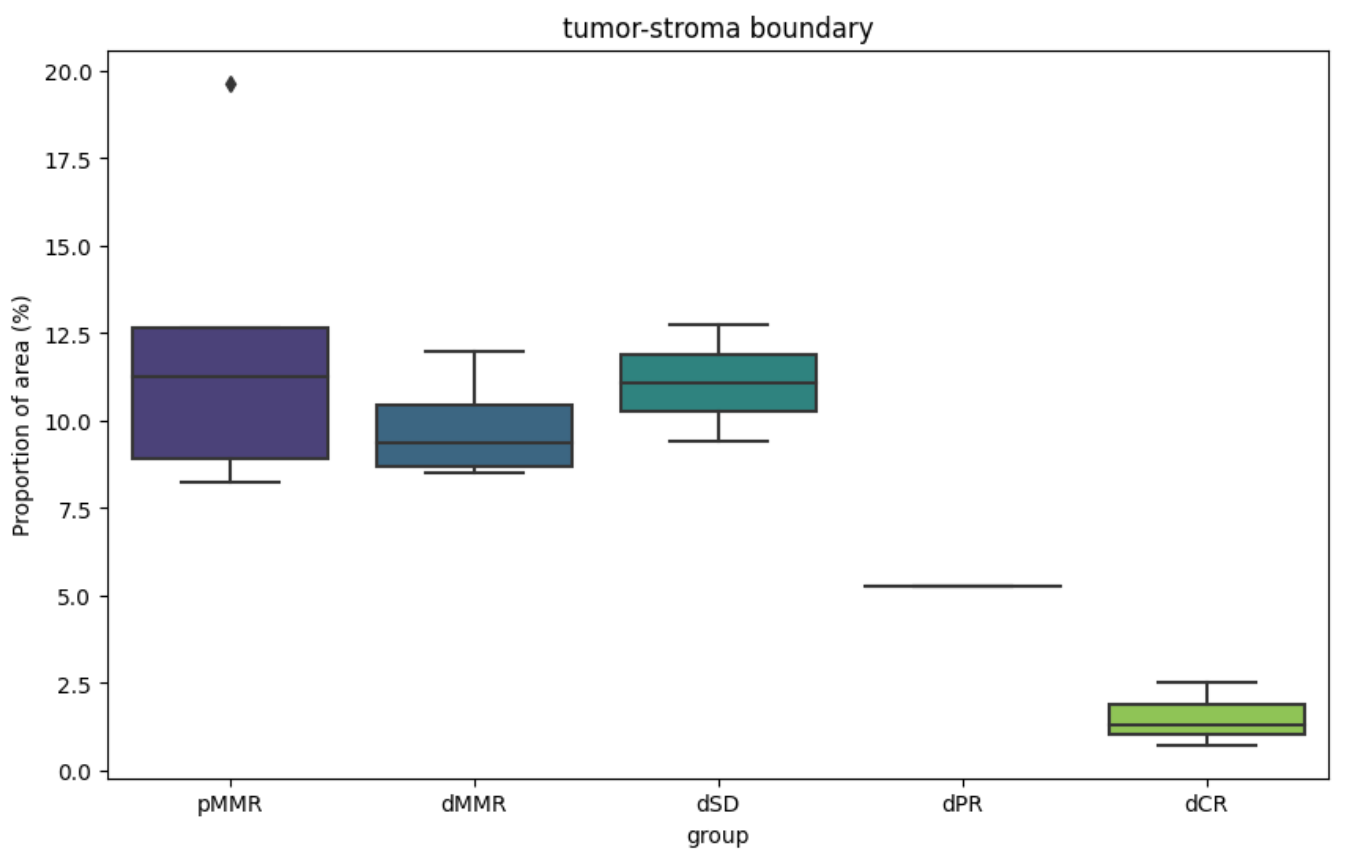 tumor-stroma boundary
20.0
17.5
15.0
12.5
10.0
7.5
5.0
2.5
0.0
Proportion of area (%)
pMMR dMMR dSD dPR dCR
group